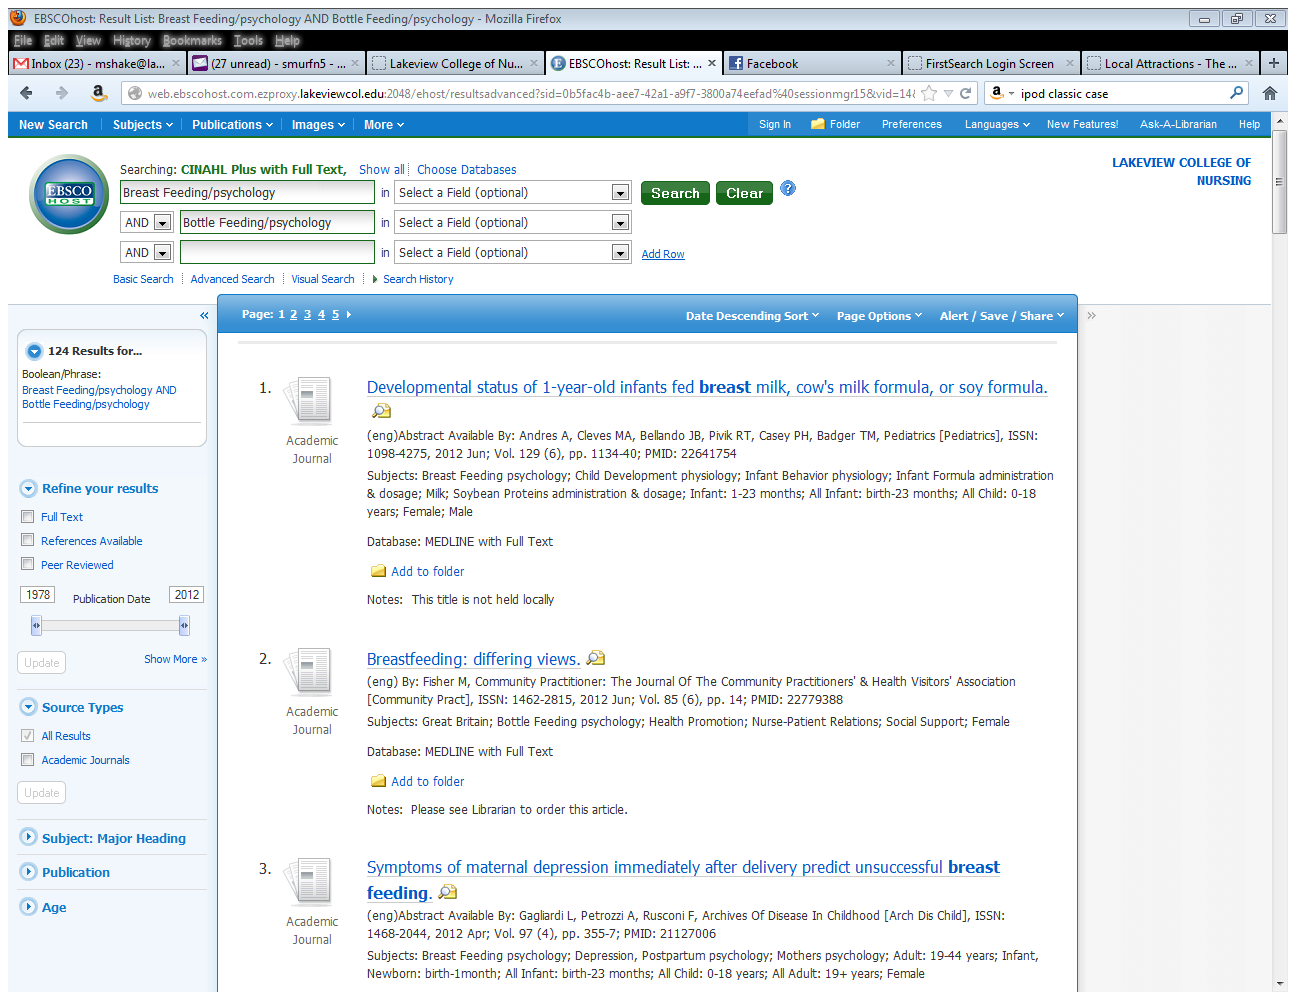 EBSCOhost: Result List: Breast Feeding/psychology AND Bottle Feeding/psychology - Mozilla Firefox
File Edit View History Bookmarks Tools Help
Inbox (23) - mshake@la...
(27 unread) - smurfn5 - ...
Lakeview College of Nu...
EBSCOhost: Result List: ...
Facebook
FirstSearch Login Screen
Local Attractions - The ...
web.ebscohost.com.ezproxy.lakeviewcol.edu:2048/ehost/resultsadvanced?sid=0b5fac4b-aee7-42a1-a9f7-3800a74eefad%40sessionmgr15&vid=14&
ipod classic case
New Search Subjects Publications Images More
Sign In Folder Preferences Languages New Features! Ask-A-Librarian Help
LAKEVIEW COLLEGE OF
NURSING
EBSCO
HOST
Searching: CINAHL Plus with Full Text, Show all Choose Databases
Breast Feeding/psychology in Select a Field (optional) Search Clear ?
AND Bottle Feeding/psychology in Select a Field (optional)
AND in Select a Field (optional) Add Row
Basic Search Advanced Search Visual Search Search History
«
124 Results for...
Boolean/Phrase:
Breast Feeding/psychology AND
Bottle Feeding/psychology
Refine your results
Full Text
References Available
Peer Reviewed
1978 Publication Date 2012
Update Show More »
Source Types
All Results
Academic Journals
Update
Subject: Major Heading
Publication
Age
Page: 1 2 3 4 5
Date Descending Sort Page Options Alert / Save / Share
»
1.
Academic
Journal
Developmental status of 1-year-old infants fed breast milk, cow's milk formula, or soy formula.
(eng)Abstract Available By: Andres A, Cleves MA, Bellando JB, Pivik RT, Casey PH, Badger TM, Pediatrics [Pediatrics], ISSN:
1098-4275, 2012 Jun; Vol. 129 (6), pp. 1134-40; PMID: 22641754
Subjects: Breast Feeding psychology; Child Development physiology; Infant Behavior physiology; Infant Formula administration
& dosage; Milk; Soybean Proteins administration & dosage; Infant: 1-23 months; All Infant: birth-23 months; All Child: 0-18
years; Female; Male
Database: MEDLINE with Full Text
Add to folder
Notes: This title is not held locally
2.
Academic
Journal
Breastfeeding: differing views.
(eng) By: Fisher M, Community Practitioner: The Journal Of The Community Practitioners' & Health Visitors' Association
[Community Pract], ISSN: 1462-2815, 2012 Jun; Vol. 85 (6), pp. 14; PMID: 22779388
Subjects: Great Britain; Bottle Feeding psychology; Health Promotion; Nurse-Patient Relations; Social Support; Female
Database: MEDLINE with Full Text
Add to folder
Notes: Please see Librarian to order this article.
3.
Academic
Journal
Symptoms of maternal depression immediately after delivery predict unsuccessful breast
feeding.
(eng)Abstract Available By: Gagliardi L, Petrozzi A, Rusconi F, Archives Of Disease In Childhood [Arch Dis Child], ISSN:
1468-2044, 2012 Apr; Vol. 97 (4), pp. 355-7; PMID: 21127006
Subjects: Breast Feeding psychology; Depression, Postpartum psychology; Mothers psychology; Adult: 19-44 years; Infant,
Newborn: birth-1month; All Infant: birth-23 months; All Child: 0-18 years; All Adult: 19+ years; Female